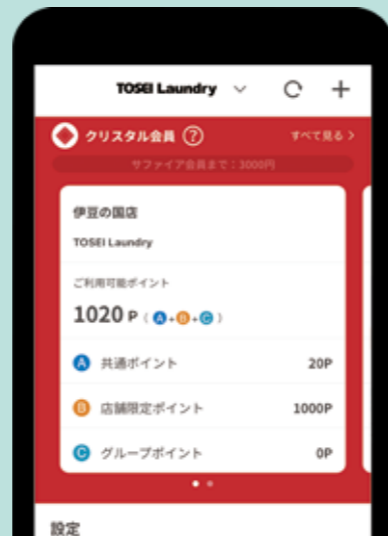 TOSEI Laundry
クリスタル会員 ? すべて見る >
サファイア会員まで：3000円
伊豆の国店
TOSEI Laundry
ご利用可能ポイント
1020 P ( A + B + C )
A 共通ポイント 20P
B 店舗限定ポイント 1000P
C グループポイント 0P
設定